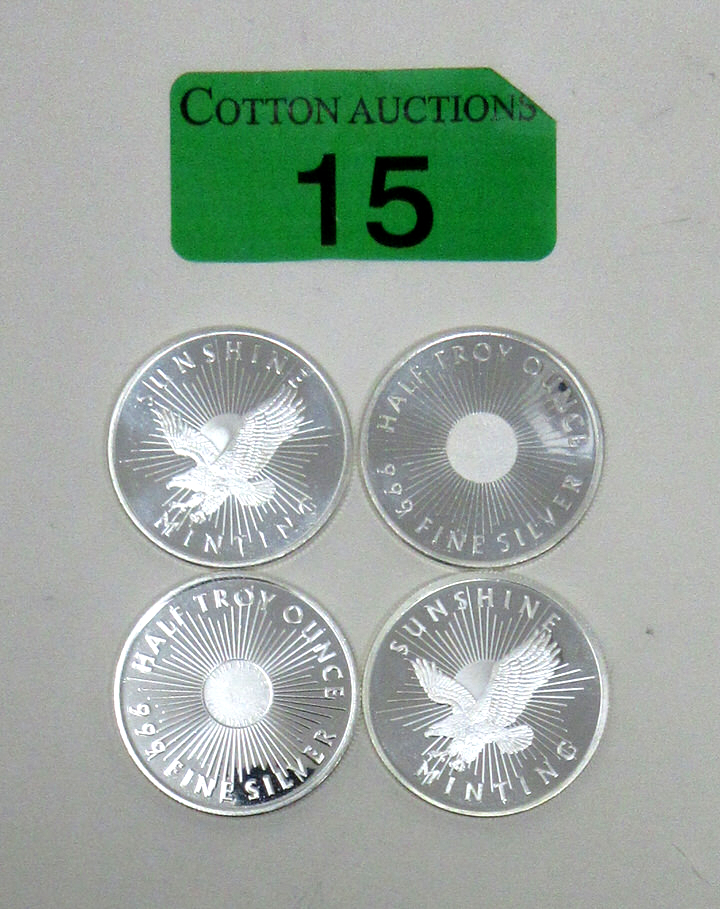 COTTON AUCTIONS
15
SUNSHINE
MINTING
HALF TROY OUNCE
999 FINE SILVER
HALF TROY OUNCE
999 FINE SILVER
SUNSHINE
MINTING